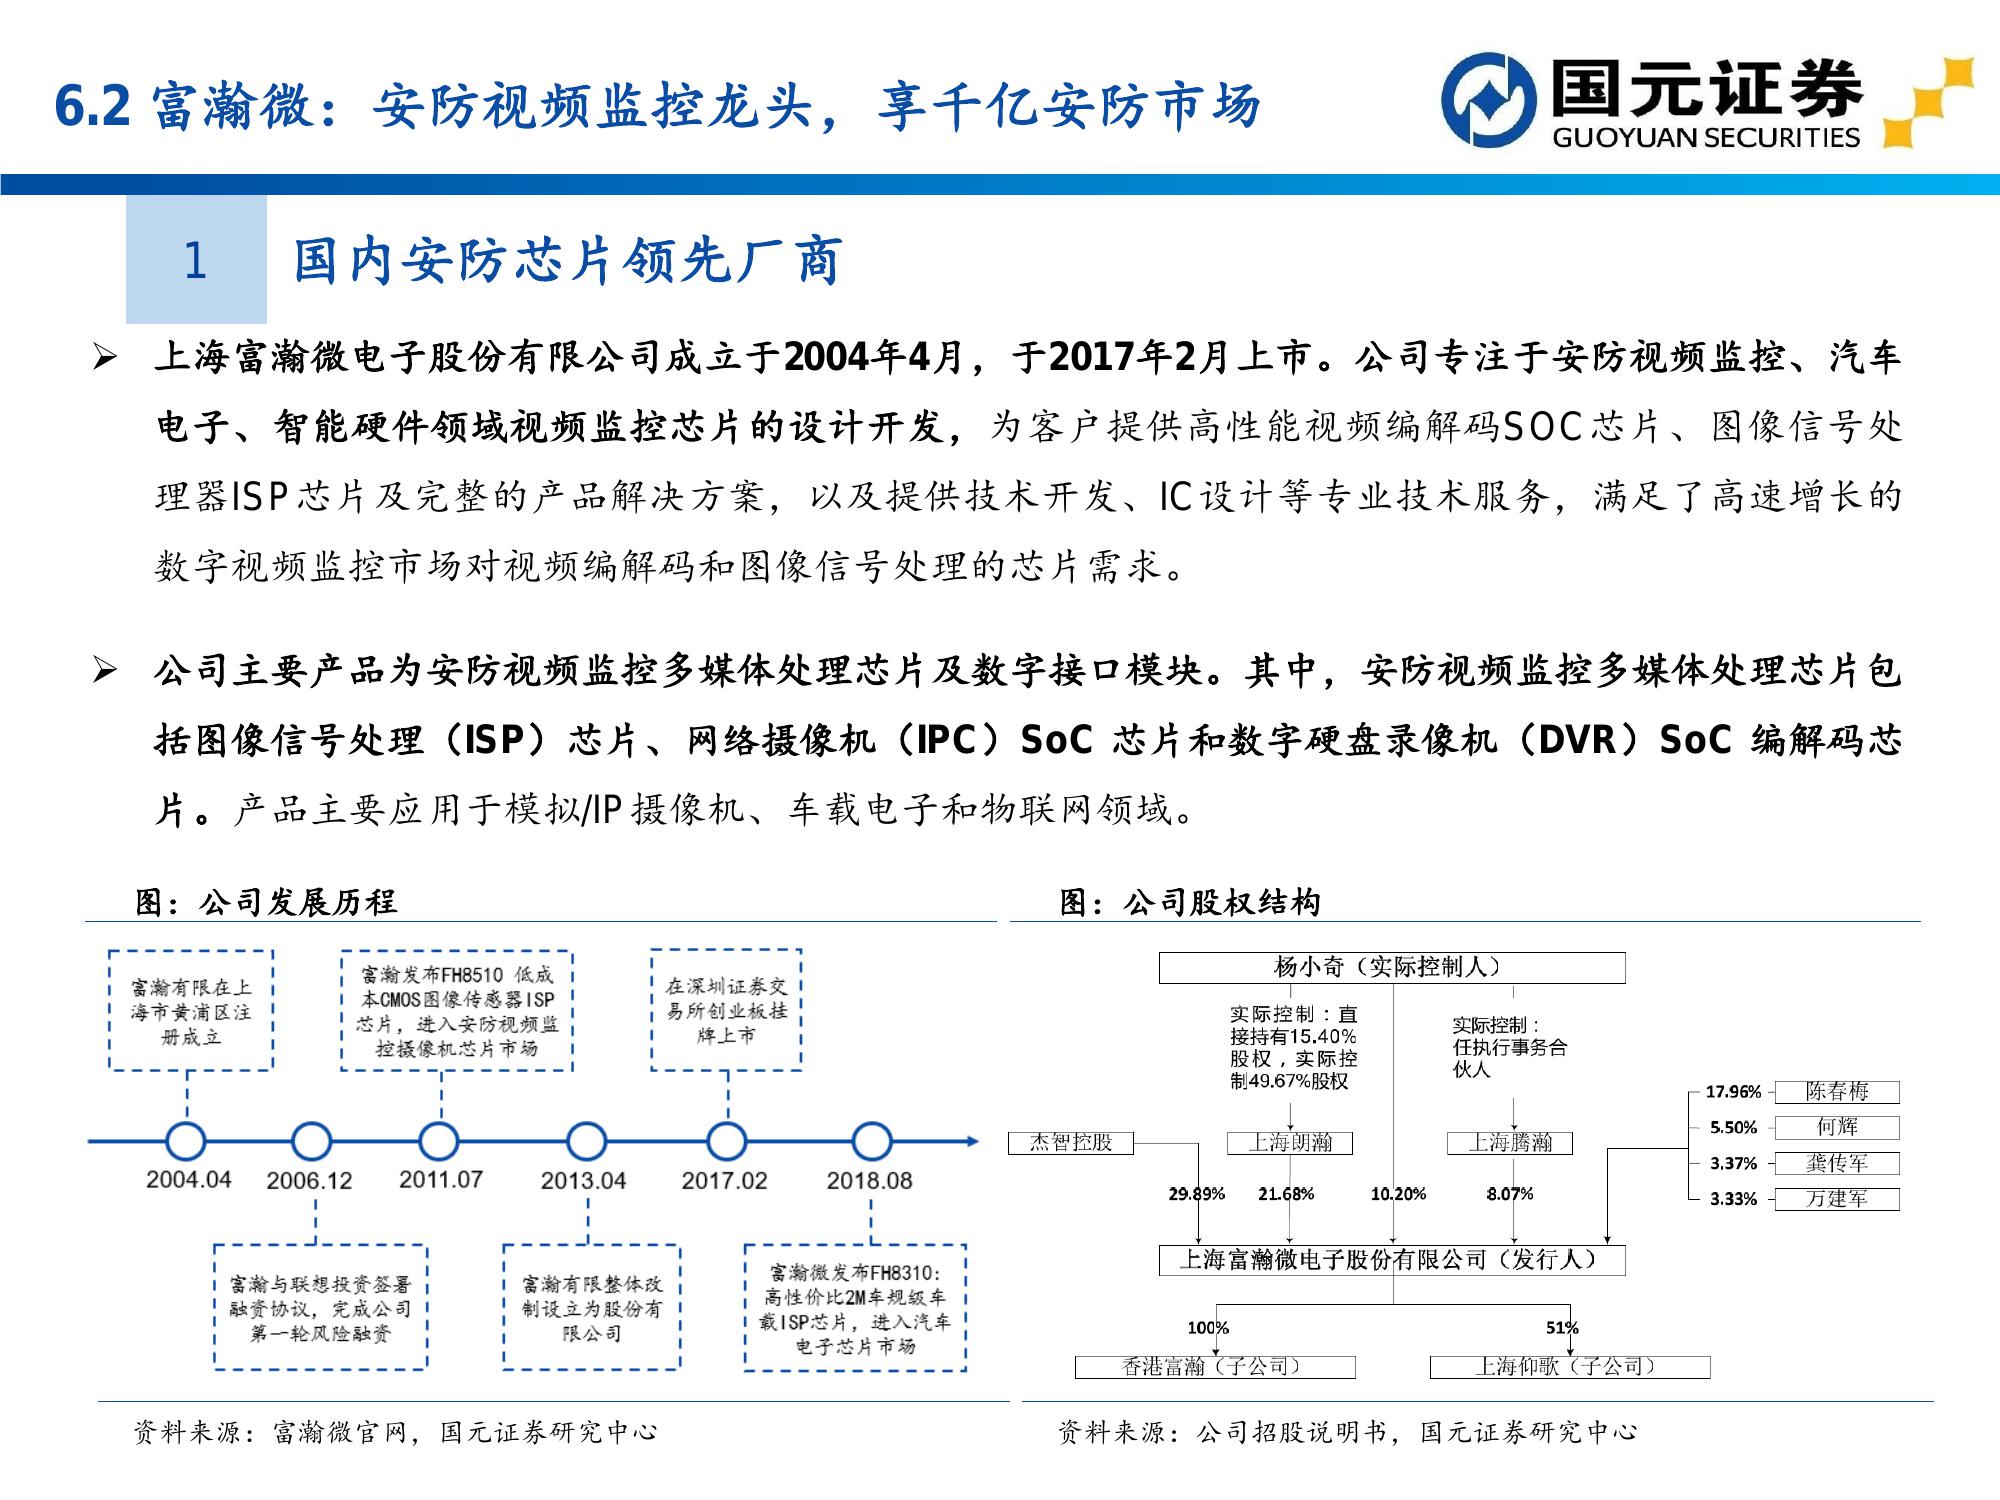 6.2 富瀚微：安防视频监控龙头，享千亿安防市场
国元证券
GUOYUAN SECURITIES
1
国内安防芯片领先厂商
上海富瀚微电子股份有限公司成立于2004年4月，于2017年2月上市。公司专注于安防视频监控、汽车
电子、智能硬件领域视频监控芯片的设计开发，为客户提供高性能视频编解码SOC芯片、图像信号处
理器ISP芯片及完整的产品解决方案，以及提供技术开发、IC设计等专业技术服务，满足了高速增长的
数字视频监控市场对视频编解码和图像信号处理的芯片需求。
公司主要产品为安防视频监控多媒体处理芯片及数字接口模块。其中，安防视频监控多媒体处理芯片包
括图像信号处理（ISP）芯片、网络摄像机（IPC）SoC 芯片和数字硬盘录像机（DVR）SoC 编解码芯
片。产品主要应用于模拟/IP摄像机、车载电子和物联网领域。
图：公司发展历程
富瀚有限在上
海市黄浦区注
册成立
富瀚发布FH8510 低成
本CMOS图像传感器ISP
芯片，进入安防视频监
控摄像机芯片市场
在深圳证券交
易所创业板挂
牌上市
2004.04
2006.12
2011.07
2013.04
2017.02
2018.08
富瀚与联想投资签署
融资协议，完成公司
第一轮风险融资
富瀚有限整体改
制设立为股份有
限公司
富瀚微发布FH8310：
高性价比2M车规级车
载ISP芯片，进入汽车
电子芯片市场
资料来源：富瀚微官网，国元证券研究中心
图：公司股权结构
杨小奇（实际控制人）
实际控制：直
接持有15.40%
股权，实际控
制49.67%股权
实际控制：
任执行事务合
伙人
17.96% 陈春梅
5.50% 何辉
3.37% 龚传军
3.33% 万建军
杰智控股
上海朗瀚
上海腾瀚
29.89%
21.68%
10.20%
8.07%
上海富瀚微电子股份有限公司（发行人）
100%
51%
香港富瀚（子公司）
上海仰歌（子公司）
资料来源：公司招股说明书，国元证券研究中心